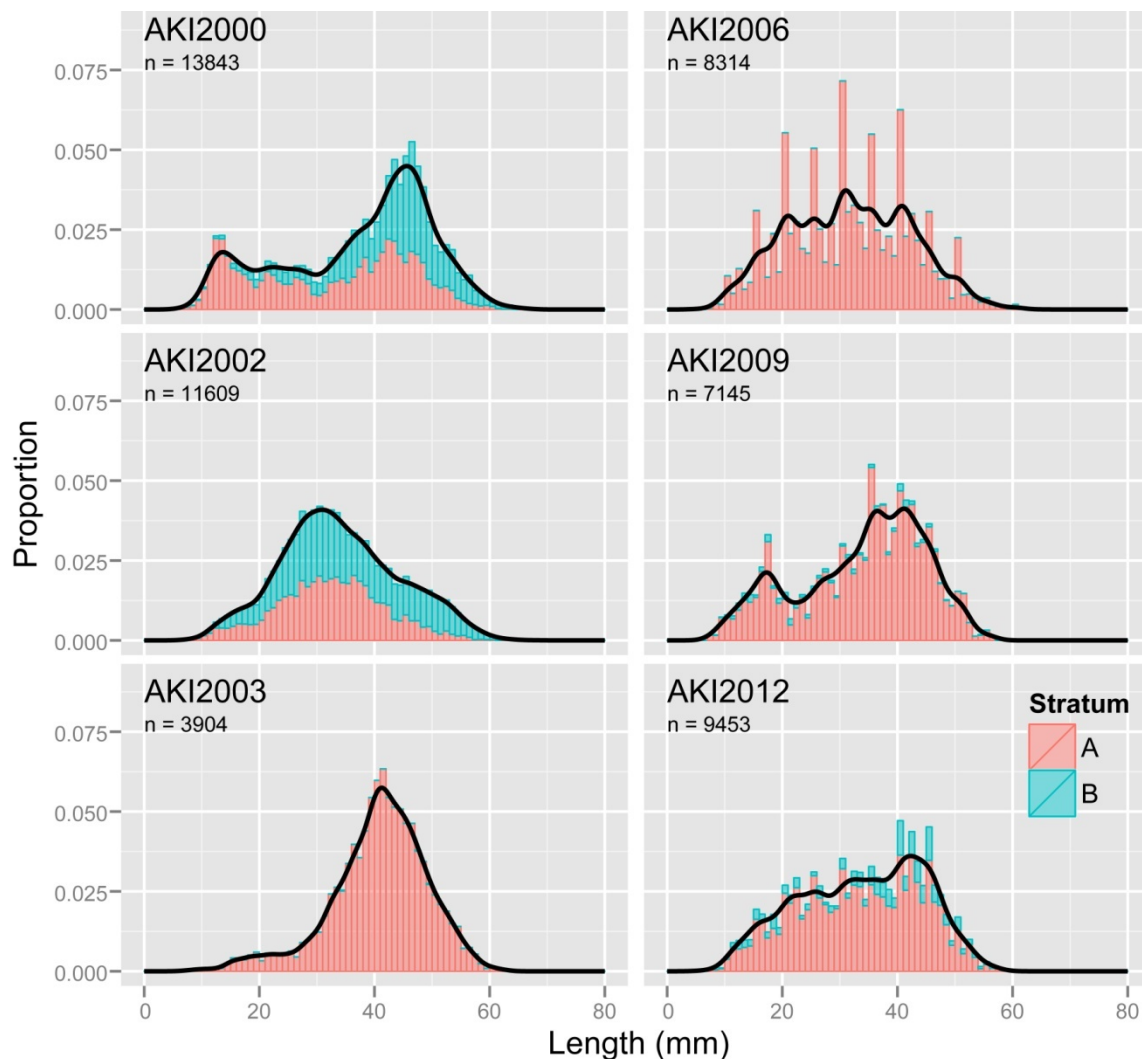 AKI2000
n = 13843
0.075
0.050
0.025
0.000
AKI2006
n = 8314
AKI2002
n = 11609
0.075
0.050
0.025
0.000
AKI2009
n = 7145
AKI2003
n = 3904
0.075
0.050
0.025
0.000
AKI2012
n = 9453
Stratum
A
B
0 20 40 60 80
0 20 40 60 80
Proportion
Length (mm)